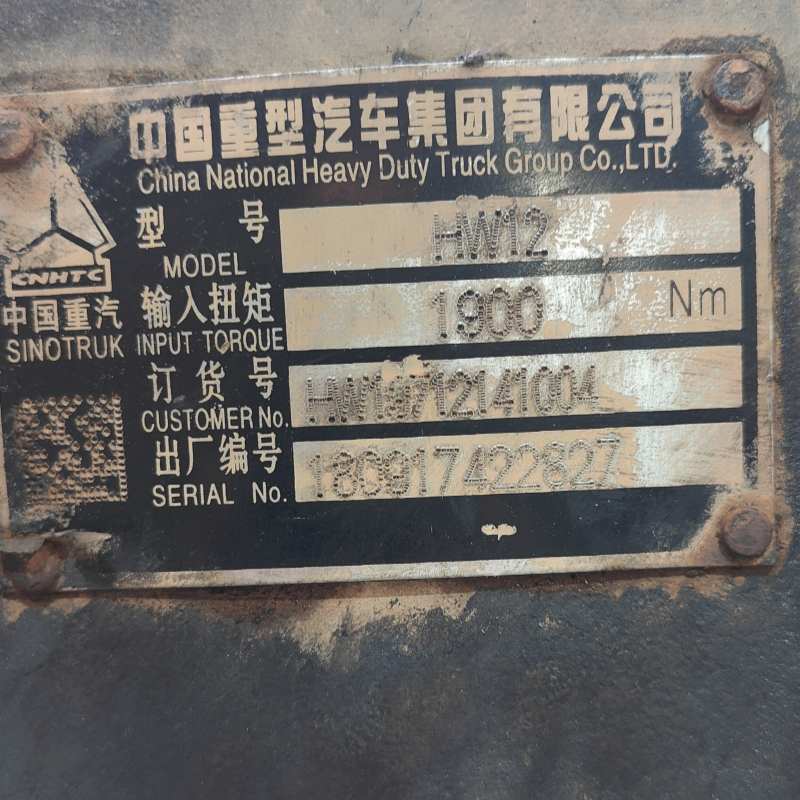 中国重型汽车集团有限公司
China National Heavy Duty Truck Group Co.,LTD.
CNHTC
中国重汽
SINOTRUK
型 号 HW12
MODEL
输入扭矩 1900 Nm
INPUT TORQUE
订 货 号 HW19712141004
CUSTOMER No.
出厂编号 180917422827
SERIAL No.